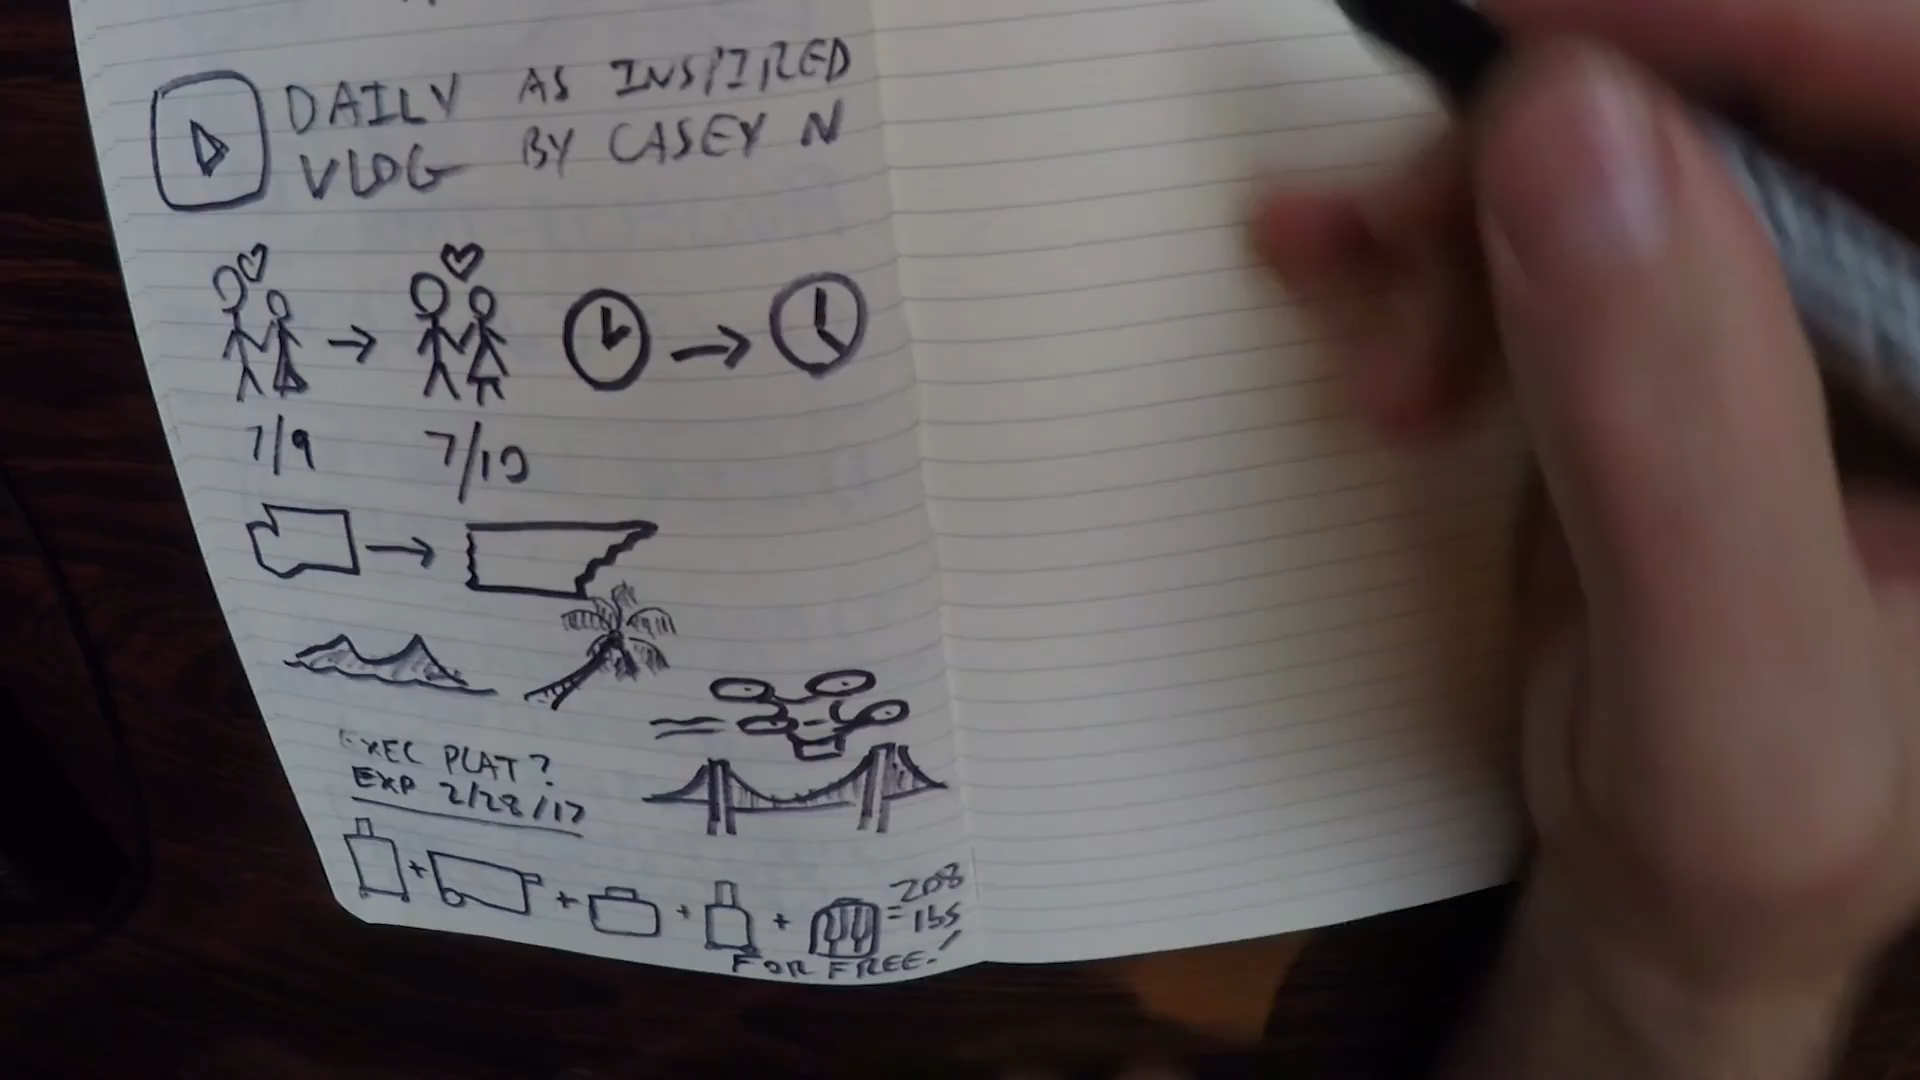 DAILY AS INSPIRED
VLOG BY CASEY N
7/9 7/10
EXEC PLAT?
EXP 2/28/17
+ + + + = 208
lbs
FOR FREE!